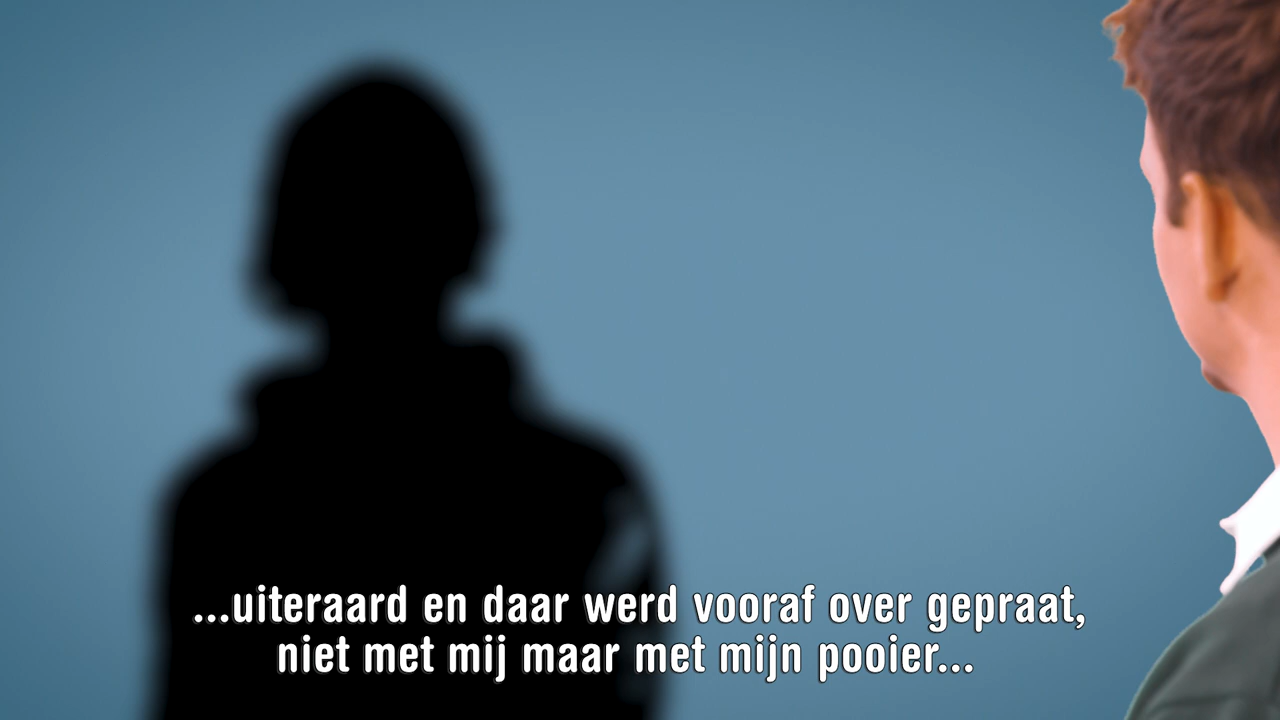 ...uiteraard en daar werd vooraf over gepraat,
niet met mij maar met mijn pooier...